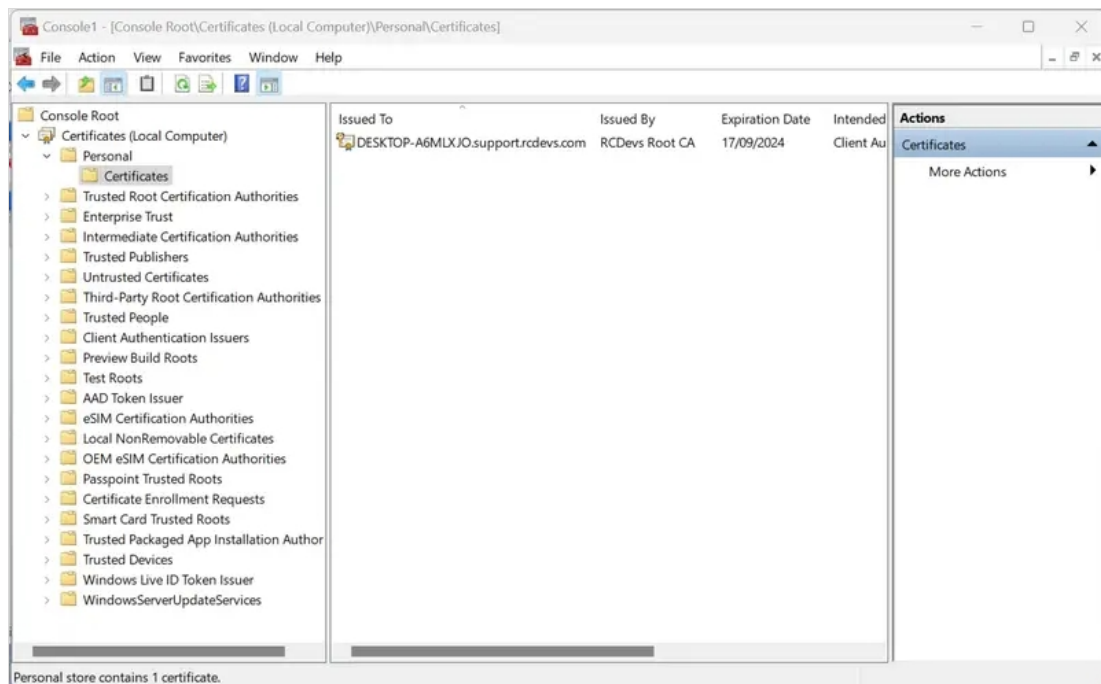 Console1 - [Console Root\Certificates (Local Computer)\Personal\Certificates]
File Action View Favorites Window Help
Console Root
Certificates (Local Computer)
Personal
Certificates
Trusted Root Certification Authorities
Enterprise Trust
Intermediate Certification Authorities
Trusted Publishers
Untrusted Certificates
Third-Party Root Certification Authorities
Trusted People
Client Authentication Issuers
Preview Build Roots
Test Roots
AAD Token Issuer
eSIM Certification Authorities
Local NonRemovable Certificates
OEM eSIM Certification Authorities
Passpoint Trusted Roots
Certificate Enrollment Requests
Smart Card Trusted Roots
Trusted Packaged App Installation Author
Trusted Devices
Windows Live ID Token Issuer
WindowsServerUpdateServices
Issued To Issued By Expiration Date Intended
DESKTOP-A6MLXJO.support.rcdevs.com RCDevs Root CA 17/09/2024 Client Au
Actions
Certificates
More Actions
Personal store contains 1 certificate.